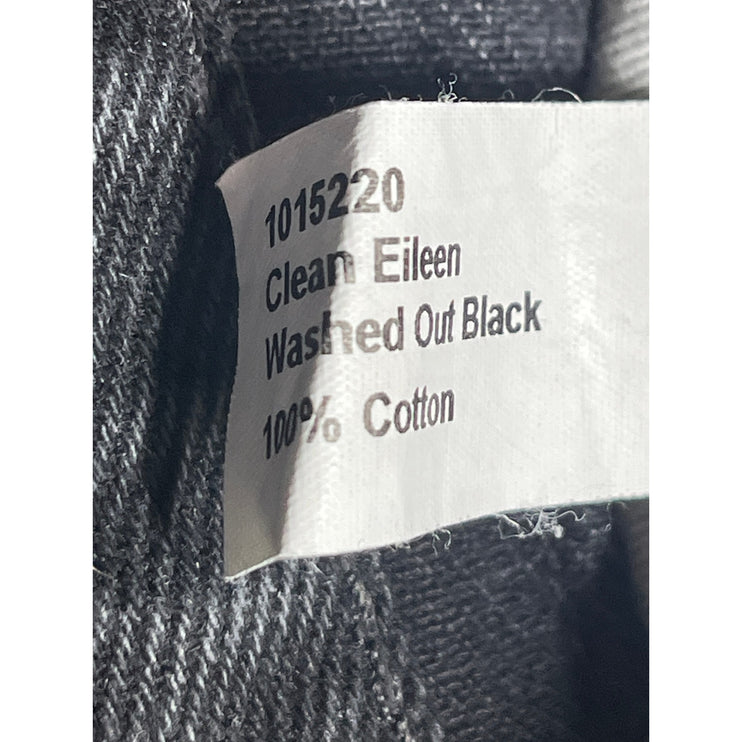 1015220
Clean Eileen
Washed Out Black
100% Cotton